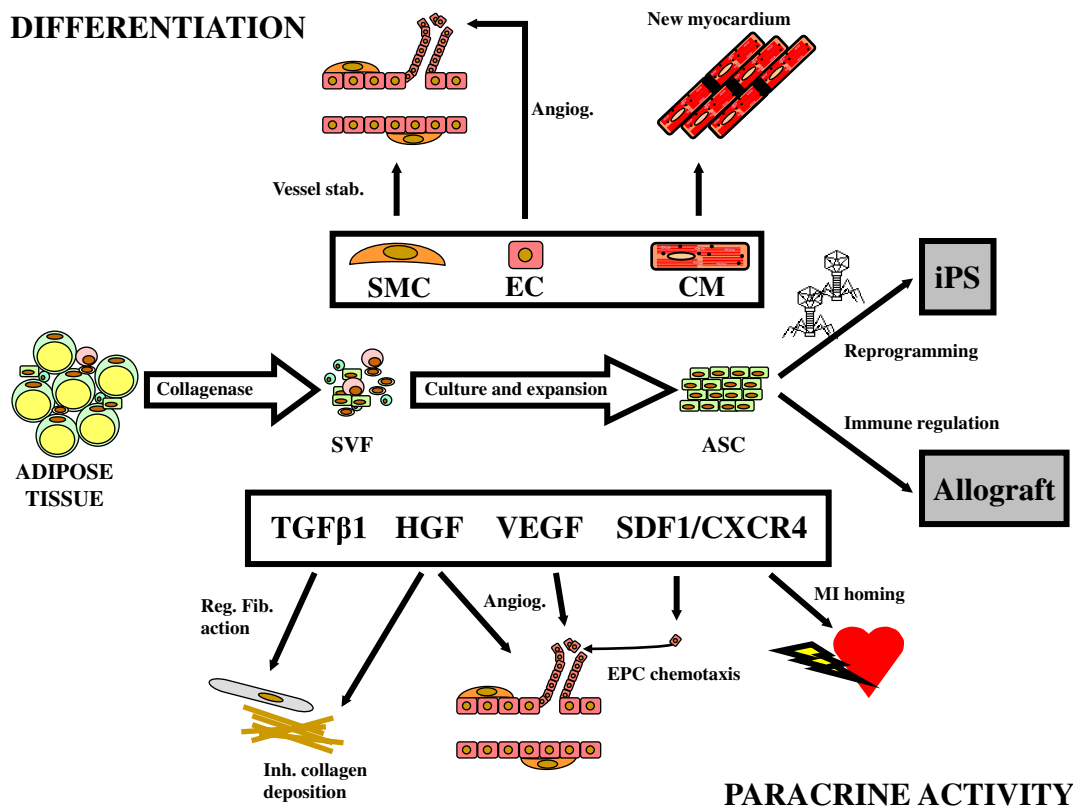 DIFFERENTIATION
New myocardium
Angiog.
Vessel stab.
SMC
EC
CM
iPS
Reprogramming
Collagenase
Culture and expansion
Immune regulation
SVF
ASC
ADIPOSE
TISSUE
Allograft
TGFβ1
HGF
VEGF
SDF1/CXCR4
Reg. Fib.
action
Angiog.
MI homing
EPC chemotaxis
Inh. collagen
deposition
PARACRINE ACTIVITY